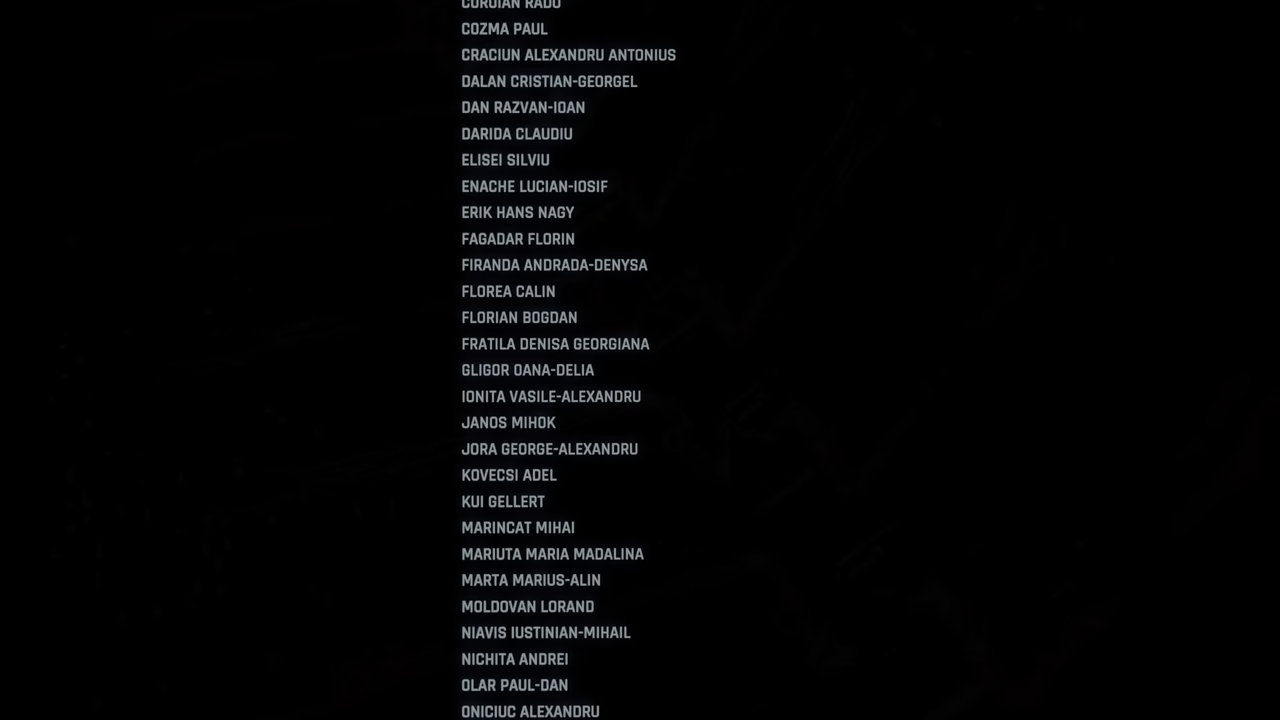 COROIAN RADU
COZMA PAUL
CRACIUN ALEXANDRU ANTONIUS
DALAN CRISTIAN-GEORGEL
DAN RAZVAN-IOAN
DARIDA CLAUDIU
ELISEI SILVIU
ENACHE LUCIAN-IOSIF
ERIK HANS NAGY
FAGADAR FLORIN
FIRANDA ANDRADA-DENYSA
FLOREA CALIN
FLORIAN BOGDAN
FRATILA DENISA GEORGIANA
GLIGOR OANA-DELIA
IONITA VASILE-ALEXANDRU
JANOS MIHOK
JORA GEORGE-ALEXANDRU
KOVECSI ADEL
KUI GELLERT
MARINCAT MIHAI
MARIUTA MARIA MADALINA
MARTA MARIUS-ALIN
MOLDOVAN LORAND
NIAVIS IUSTINIAN-MIHAIL
NICHITA ANDREI
OLAR PAUL-DAN
ONICIUC ALEXANDRU